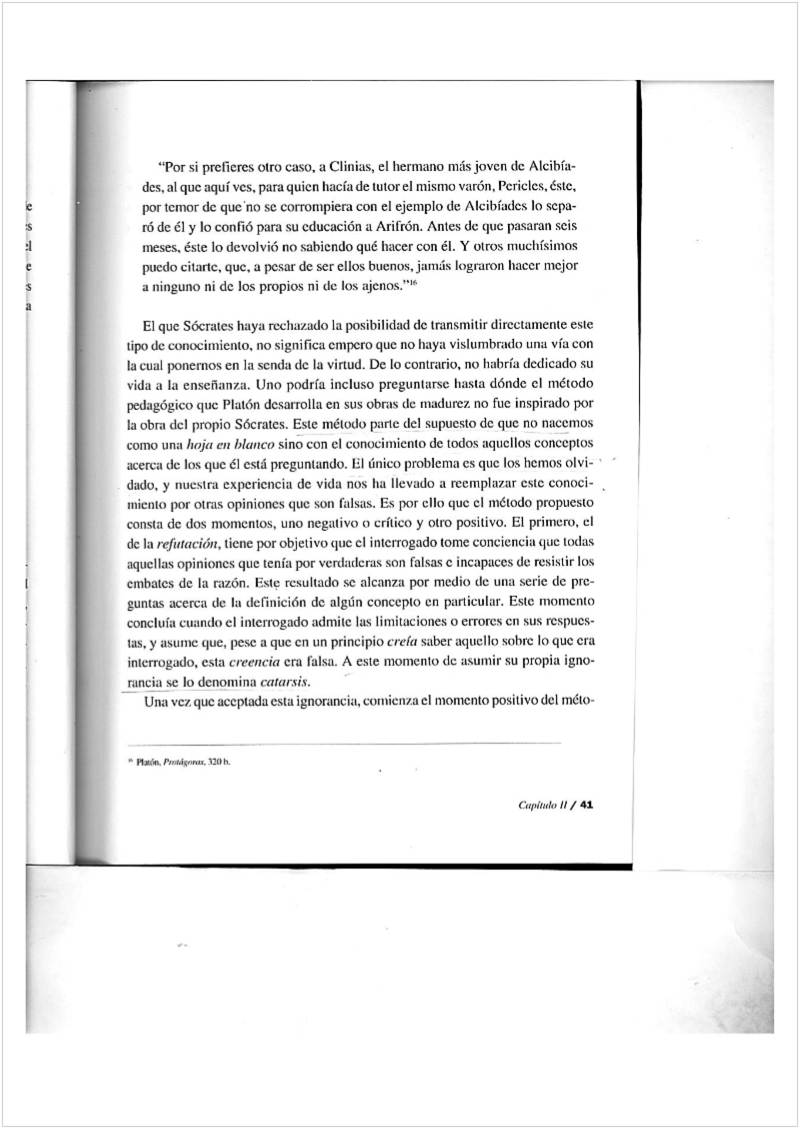 “Por si prefieres otro caso, a Clinias, el hermano más joven de Alcibía-
des, al que aquí ves, para quien hacía de tutor el mismo varón, Pericles, éste,
por temor de que no se corrompiera con el ejemplo de Alcibíades lo sepa-
ró de él y lo confió para su educación a Arifrón. Antes de que pasaran seis
meses, éste lo devolvió no sabiendo qué hacer con él. Y otros muchísimos
puedo citarte, que, a pesar de ser ellos buenos, jamás lograron hacer mejor
a ninguno ni de los propios ni de los ajenos.”¹⁶
El que Sócrates haya rechazado la posibilidad de transmitir directamente este
tipo de conocimiento, no significa empero que no haya vislumbrado una vía con
la cual ponernos en la senda de la virtud. De lo contrario, no habría dedicado su
vida a la enseñanza. Uno podría incluso preguntarse hasta dónde el método
pedagógico que Platón desarrolla en sus obras de madurez no fue inspirado por
la obra del propio Sócrates. Este método parte del supuesto de que no nacemos
como una hoja en blanco sino con el conocimiento de todos aquellos conceptos
acerca de los que él está preguntando. El único problema es que los hemos olvi-
dado, y nuestra experiencia de vida nos ha llevado a reemplazar este conoci-
miento por otras opiniones que son falsas. Es por ello que el método propuesto
consta de dos momentos, uno negativo o crítico y otro positivo. El primero, el
de la refutación, tiene por objetivo que el interrogado tome conciencia que todas
aquellas opiniones que tenía por verdaderas son falsas e incapaces de resistir los
embates de la razón. Este resultado se alcanza por medio de una serie de pre-
guntas acerca de la definición de algún concepto en particular. Este momento
concluía cuando el interrogado admite las limitaciones o errores en sus respues-
tas, y asume que, pese a que en un principio creía saber aquello sobre lo que era
interrogado, esta creencia era falsa. A este momento de asumir su propia igno-
rancia se lo denomina catarsis.
Una vez que aceptada esta ignorancia, comienza el momento positivo del méto-
¹⁶ Platón, Protágoras, 320 b.
Capítulo II / 41